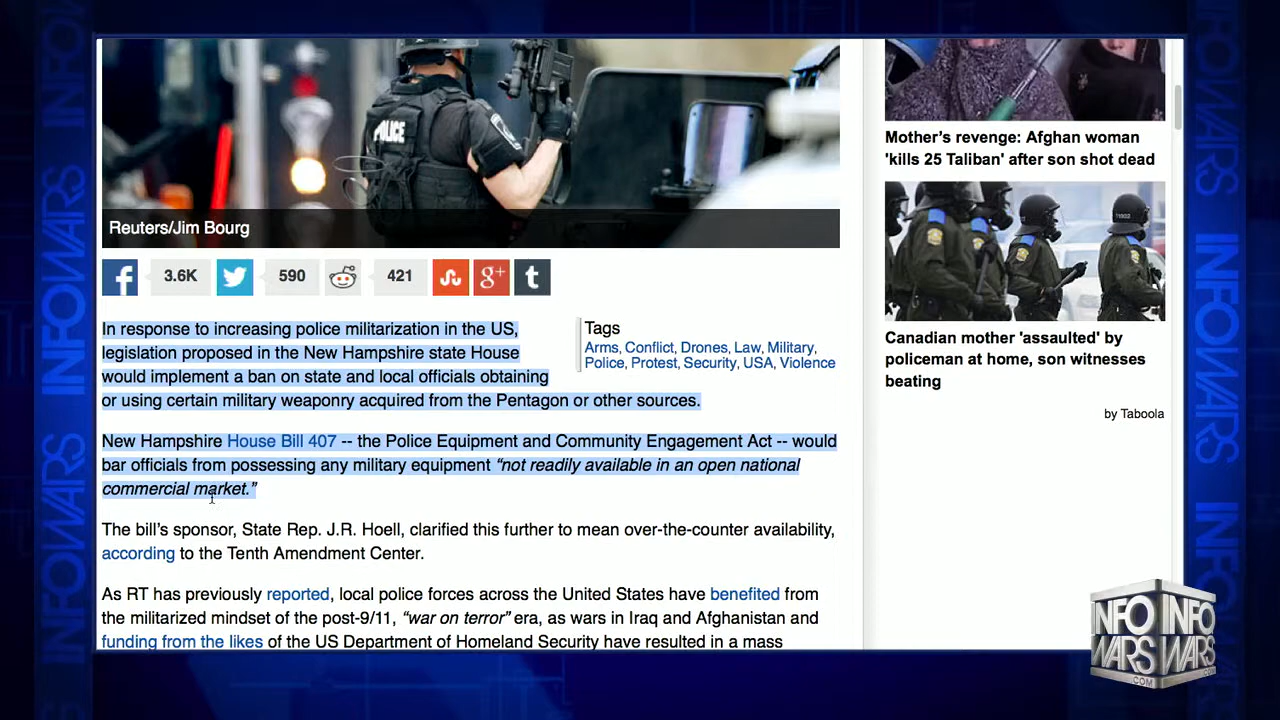 POLICE
Reuters/Jim Bourg
3.6K
590
421
In response to increasing police militarization in the US,
legislation proposed in the New Hampshire state House
would implement a ban on state and local officials obtaining
or using certain military weaponry acquired from the Pentagon or other sources.
New Hampshire House Bill 407 -- the Police Equipment and Community Engagement Act -- would
bar officials from possessing any military equipment “not readily available in an open national
commercial market.”
The bill’s sponsor, State Rep. J.R. Hoell, clarified this further to mean over-the-counter availability,
according to the Tenth Amendment Center.
As RT has previously reported, local police forces across the United States have benefited from
the militarized mindset of the post-9/11, “war on terror” era, as wars in Iraq and Afghanistan and
funding from the likes of the US Department of Homeland Security have resulted in a mass
Tags
Arms, Conflict, Drones, Law, Military,
Police, Protest, Security, USA, Violence
Mother’s revenge: Afghan woman
'kills 25 Taliban' after son shot dead
Canadian mother 'assaulted' by
policeman at home, son witnesses
beating
by Taboola
INFOWARS
INFOWARS
INFOWARS
INFOWARS
INFO
WARS
.COM
INFO
WARS
.COM